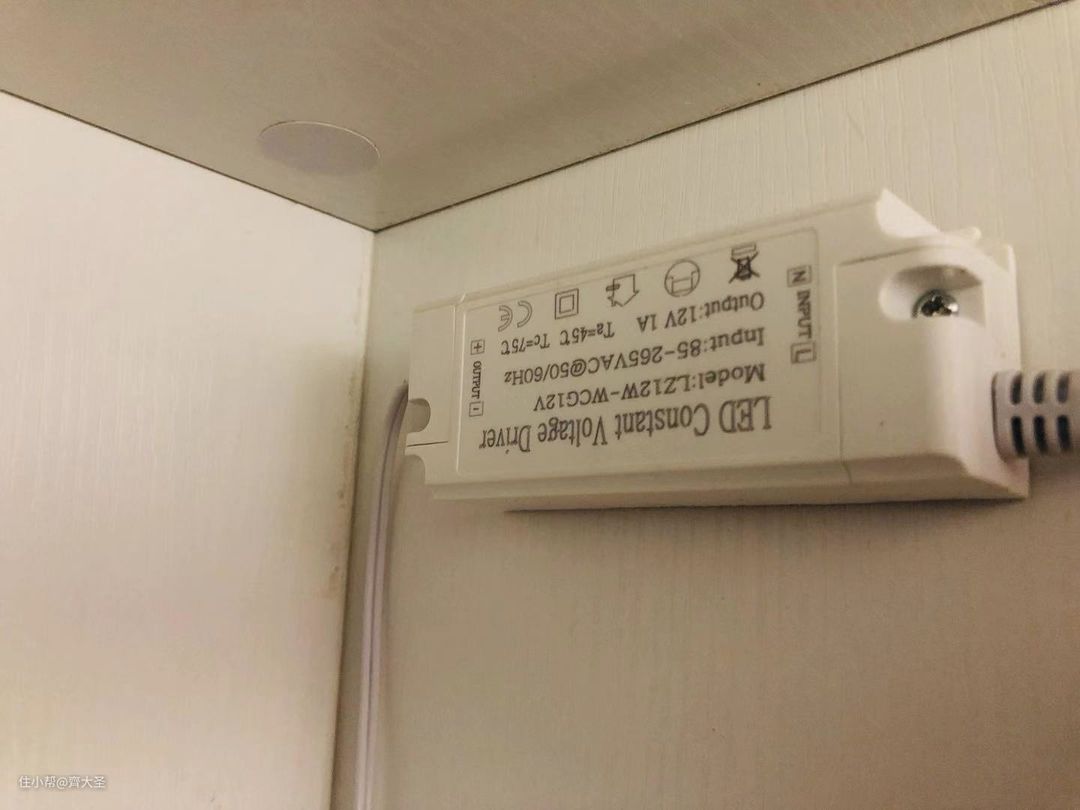 LED Constant Voltage Driver
Model:LZ12W-WCG12V
Input:85-265VAC@50/60Hz
Output:12V 1A Ta=45℃ Tc=75℃
CE
N INPUT L
+ OUTPUT -
住小帮@齊大圣